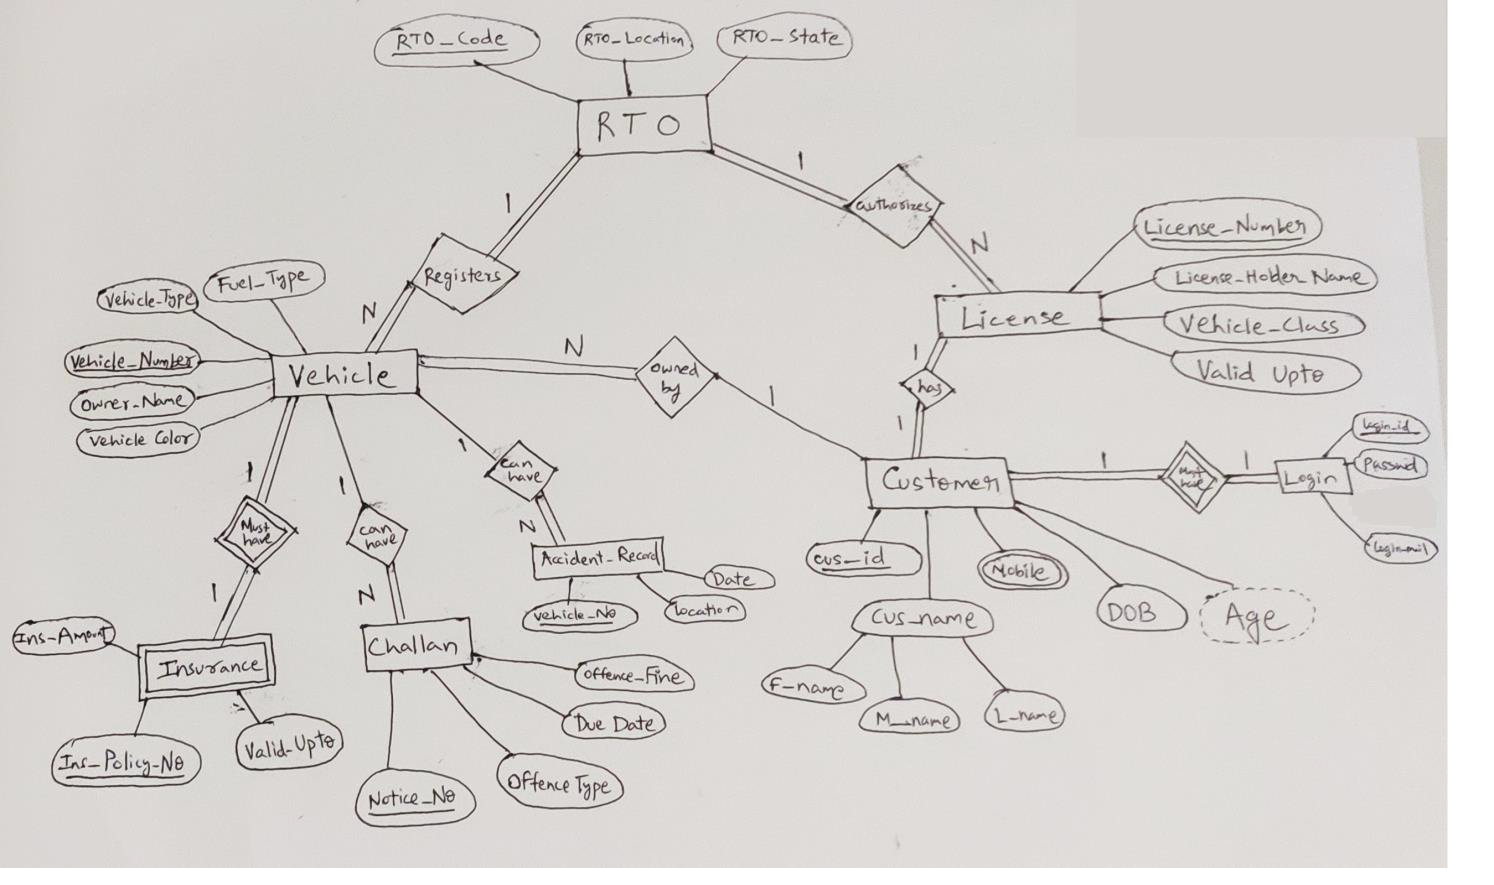 RTO_Code
RTO_Location
RTO_State
RTO
1
1
authorizes
N
License_Number
License_Holder Name
Vehicle_Class
Valid Upto
License
Registers
N
Fuel_Type
Vehicle_Type
Vehicle_Number
Owner_Name
Vehicle Color
Vehicle
N
owned
by
1
1
has
1
Customer
1
Must
have
1
Login
login_id
login_mail
cus_id
Mobile
DOB
Age
Cus_name
F_name
M_name
L_name
1
can
have
N
Accident_Record
Date
location
vehicle_No
1
can
have
N
Challan
Offence_Fine
Due Date
Offence Type
Notice_No
1
Must
have
1
Insurance
Ins_Amount
Ins_Policy_No
Valid_Upto